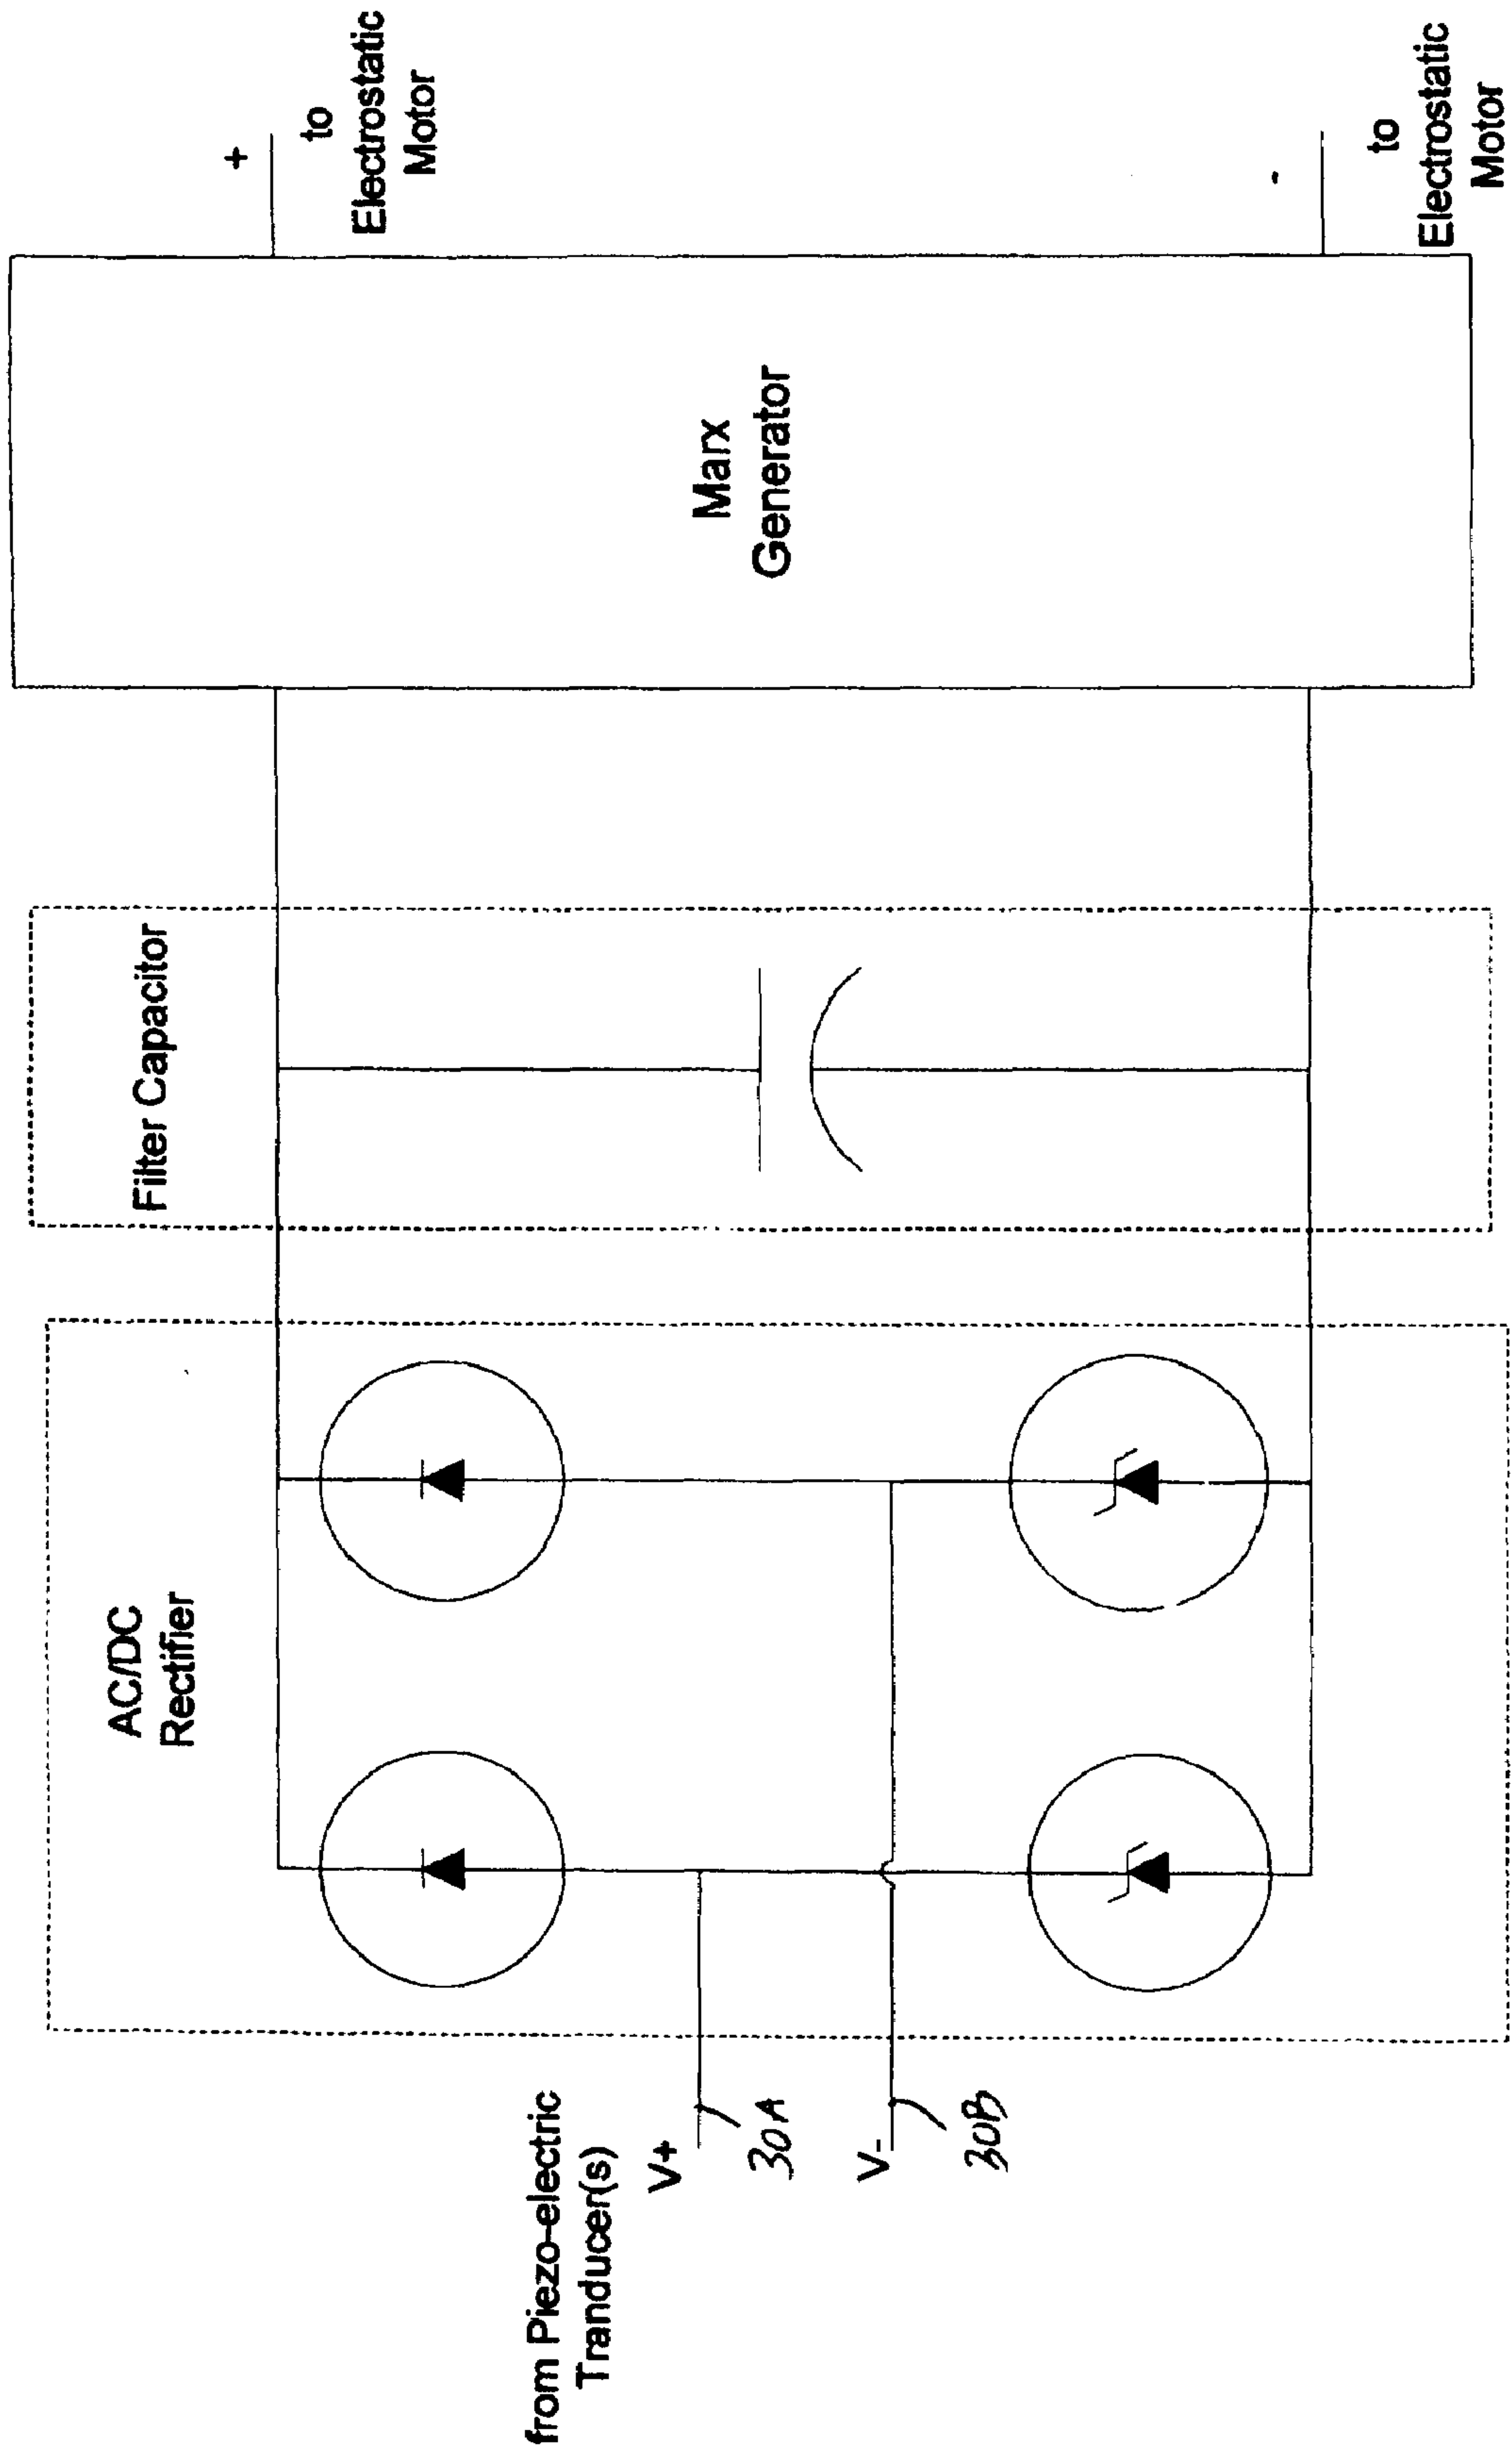 from Piezo-electric
Tranducer(s)
V+
30A
V-
30B
AC/DC
Rectifier
Filter Capacitor
Marx
Generator
+
to
Electrostatic
Motor
-
to
Electrostatic
Motor